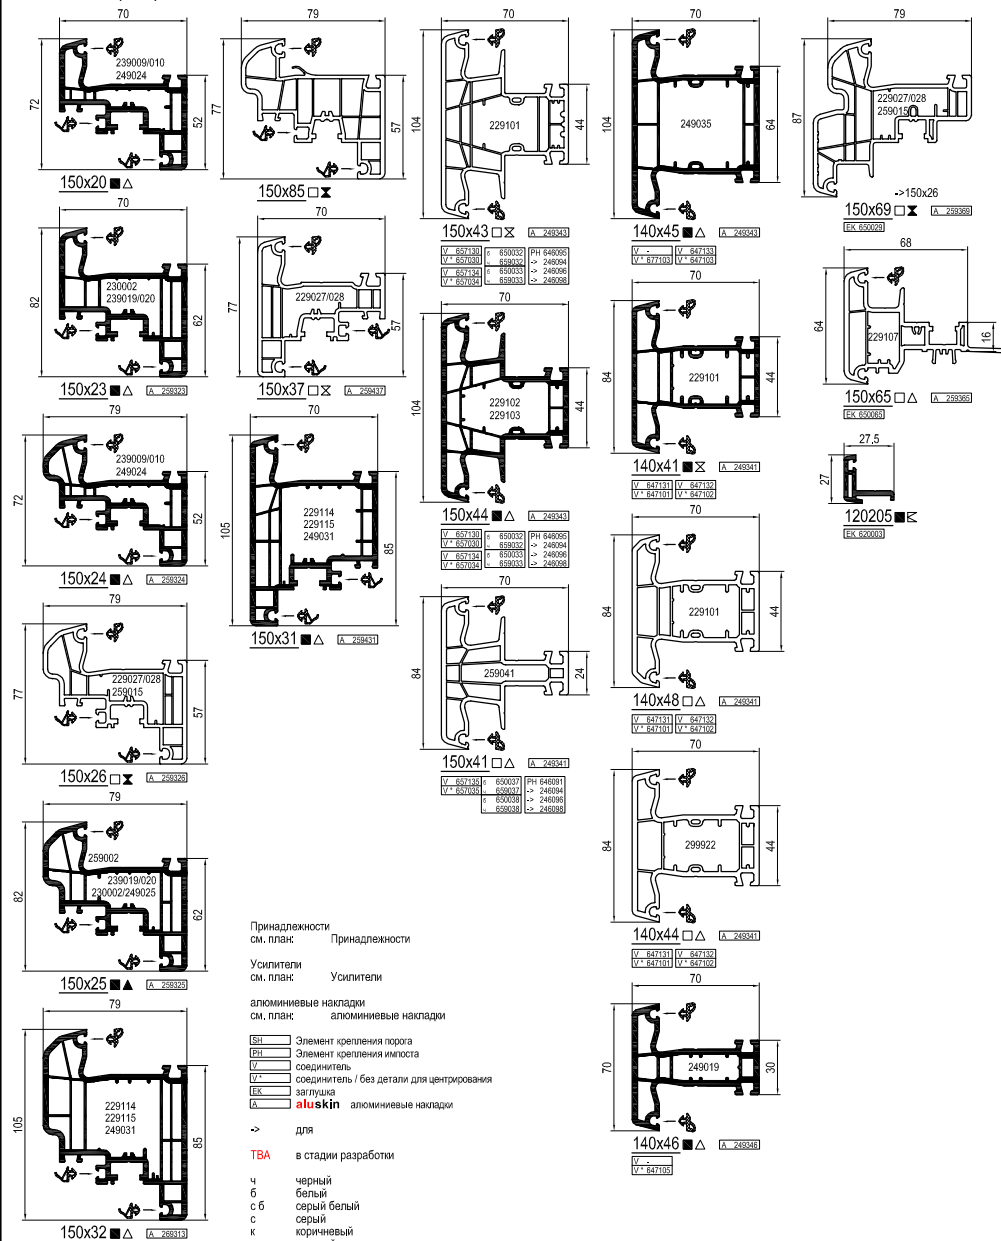 70
239009/010
249024
72
52
150x20
70
230002
239019/020
82
62
150x23
A 259323
79
239009/010
249024
72
52
150x24
A 259324
79
229027/028
259015
77
57
150x26
A 259326
79
259002
239019/020
230002/249025
82
62
150x25
A 259325
79
229114
229115
249031
105
85
150x32
A 269313
79
77
57
150x85
70
229027/028
77
57
150x37
A 259437
70
229114
229115
249031
105
85
150x31
A 259431
70
229101
104
44
150x43
A 249343
V 657130
V* 657030
V 657134
V* 657034
б 650032
ч 659032
б 650033
ч 659033
PH 646095
-> 246094
-> 246096
-> 246098
70
229102
229103
104
44
150x44
A 249343
V 657130
V* 657030
V 657134
V* 657034
б 650032
ч 659032
б 650033
ч 659033
PH 646095
-> 246094
-> 246096
-> 246098
70
259041
84
24
150x41
A 249341
V 657135
V* 657035
б 650037
ч 659037
б 650038
ч 659038
PH 646091
-> 246094
-> 246096
-> 246098
70
249035
104
64
140x45
A 249343
V -
V* 677103
V 647133
V* 647103
70
229101
84
44
140x41
A 249341
V 647131
V* 647101
V 647132
V* 647102
70
229101
84
44
140x48
A 249341
V 647131
V* 647101
V 647132
V* 647102
70
299922
84
44
140x44
A 249341
V 647131
V* 647101
V 647132
V* 647102
70
249019
70
30
140x46
A 249346
V -
V* 647105
79
229027/028
259015
87
->150x26
150x69
A 259369
EK 650029
68
229107
64
16
150x65
A 259365
EK 650065
27,5
27
120205
EK 620003
Принадлежности
см. план: Принадлежности
Усилители
см. план: Усилители
алюминиевые накладки
см. план: алюминиевые накладки
SH Элемент крепления порога
PH Элемент крепления импоста
V соединитель
V* соединитель / без детали для центрирования
EK заглушка
A aluskin алюминиевые накладки
-> для
TBA в стадии разработки
ч черный
б белый
с б серый белый
с серый
к коричневый